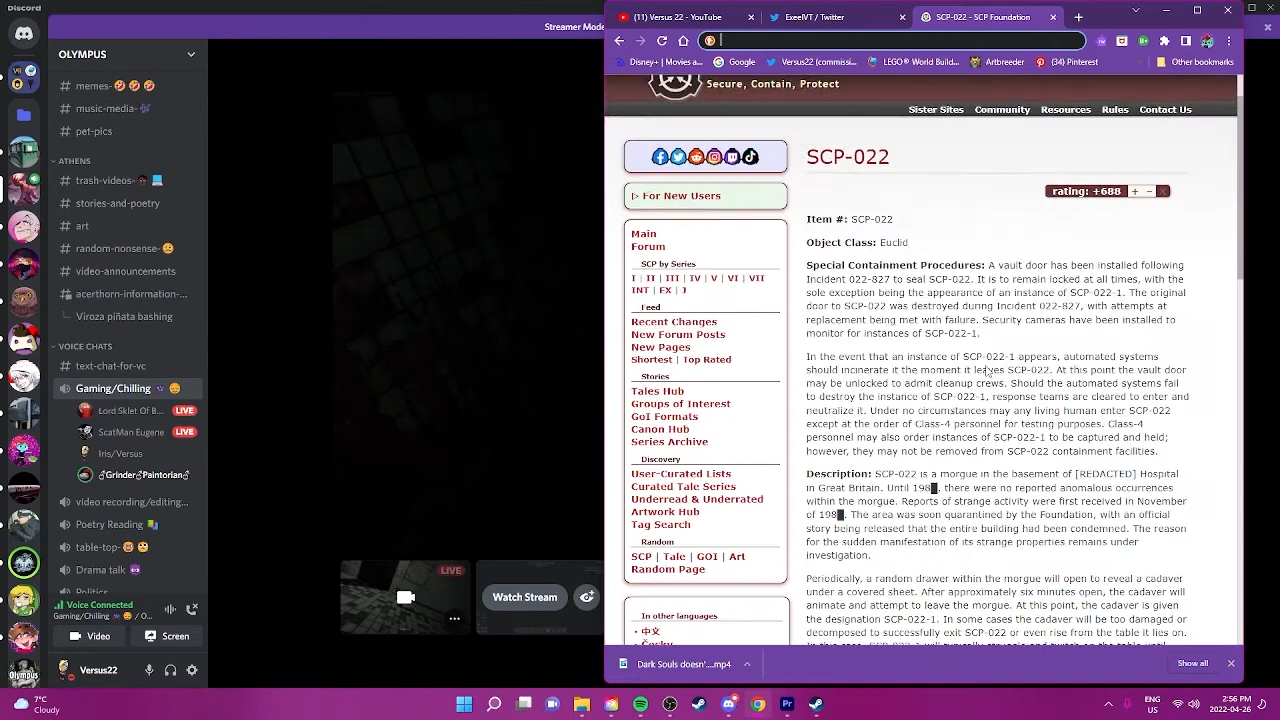 Discord
Streamer Mode
OLYMPUS
memes-🤣🤣🤣
music-media-🎶
pet-pics
ATHENS
trash-videos-
stories-and-poetry
art
random-nonsense-
video-announcements
acerthorn-information-...
Viroza piñata bashing
VOICE CHATS
text-chat-for-vc
Gaming/Chilling
Lord Sklet Of B...
LIVE
ScatMan Eugene
LIVE
Iris/Versus
Grinder/Painting
video recording/editing...
Poetry Reading
table-top-
Drama talk
Politics
Voice Connected
Gaming/Chilling / O...
Video
Screen
Versus22
LIVE
Watch Stream
(1) Versus 22 - YouTube
ExeelVT / Twitter
SCP-022 - SCP Foundation
Disney+ | Movies a...
Google
Versus22 (commissi...
LEGO® World Build...
Artbreeder
(34) Pinterest
Other bookmarks
Secure, Contain, Protect
Sister Sites
Community
Resources
Rules
Contact Us
▷ For New Users
Main
Forum
SCP by Series
I | II | III | IV | V | VI | VII
INT | EX | J
Feed
Recent Changes
New Forum Posts
New Pages
Shortest | Top Rated
Stories
Tales Hub
Groups of Interest
GoI Formats
Canon Hub
Series Archive
Discovery
User-Curated Lists
Curated Tale Series
Underread & Underrated
Artwork Hub
Tag Search
Random
SCP | Tale | GOI | Art
Random Page
In other languages
中文
Česky
SCP-022
rating: +688 + − x
Item #: SCP-022
Object Class: Euclid
Special Containment Procedures: A vault door has been installed following
Incident 022-827 to seal SCP-022. It is to remain locked at all times, with the
sole exception being the appearance of an instance of SCP-022-1. The original
door to SCP-022 was destroyed during Incident 022-827, with attempts at
replacement being met with failure. Security cameras have been installed to
monitor for instances of SCP-022-1.
In the event that an instance of SCP-022-1 appears, automated systems
should incinerate it the moment it leaves SCP-022. At this point the vault door
may be unlocked to admit cleanup crews. Should the automated systems fail
to destroy the instance of SCP-022-1, response crews are to enter and
neutralize it. Under no circumstances may any living human enter SCP-022
except at the order of Class-4 personnel for testing purposes. Class-4
personnel may also order instances of SCP-022-1 to be captured and held;
however, they may not be removed from SCP-022 containment facilities.
Description: SCP-022 is a morgue in the basement of [REDACTED] Hospital
in Great Britain. Until 198█, there were no reported anomalous occurrences
within the morgue. Reports of strange activity were first received in November
of 198█. The area was soon quarantined by the Foundation, with an official
story being released that the entire building had been condemned. The reason
for the sudden manifestation of its strange properties remains under
investigation.
Periodically, a random drawer within the morgue will open to reveal a cadaver
under a covered sheet. After approximately six minutes open, the cadaver will
animate and attempt to leave the morgue. At this point, the cadaver is given
the designation SCP-022-1. In some cases the cadaver will be too damaged or
decomposed to successfully exit SCP-022 or even rise from the table it lies on.
Dark Souls doesn'....mp4
Show all
7°C
Cloudy
ENG
US
2:56 PM
2022-04-26